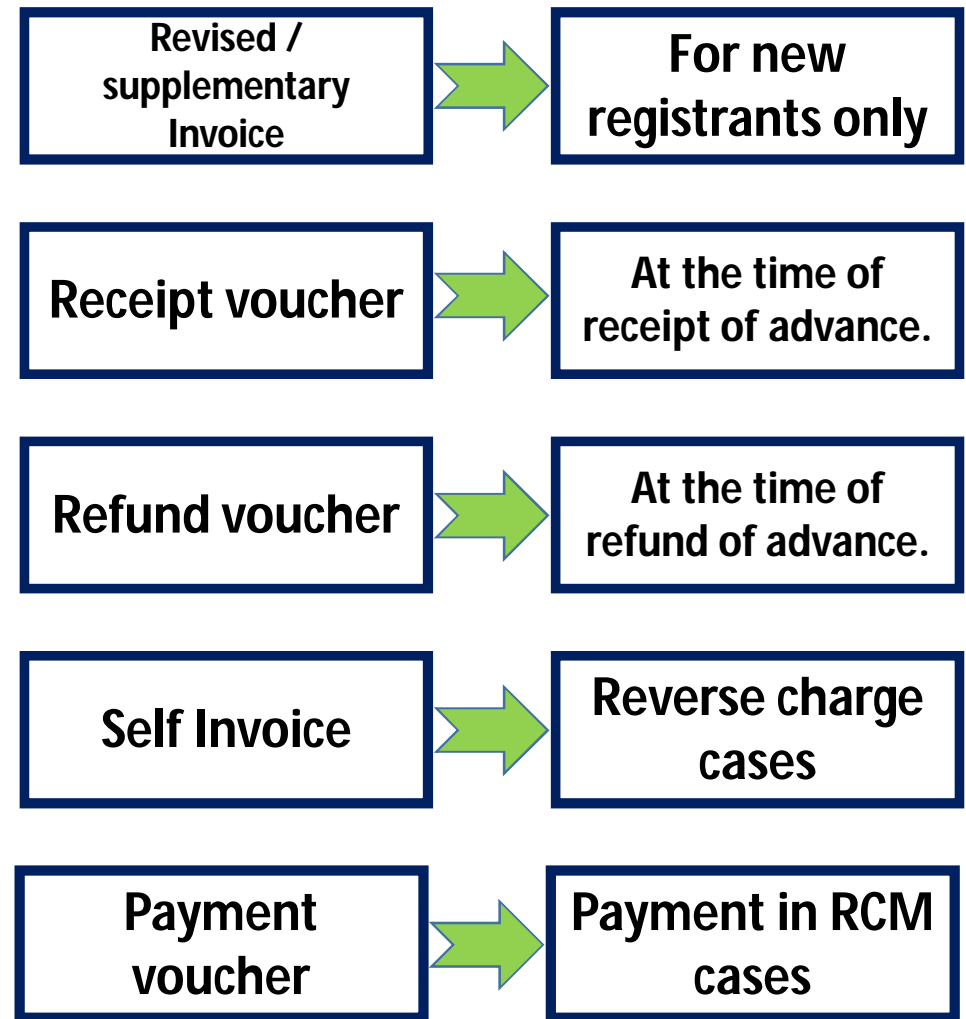 Revised /
supplementary
Invoice
For new
registrants only
Receipt voucher
At the time of
receipt of advance.
Refund voucher
At the time of
refund of advance.
Self Invoice
Reverse charge
cases
Payment
voucher
Payment in RCM
cases